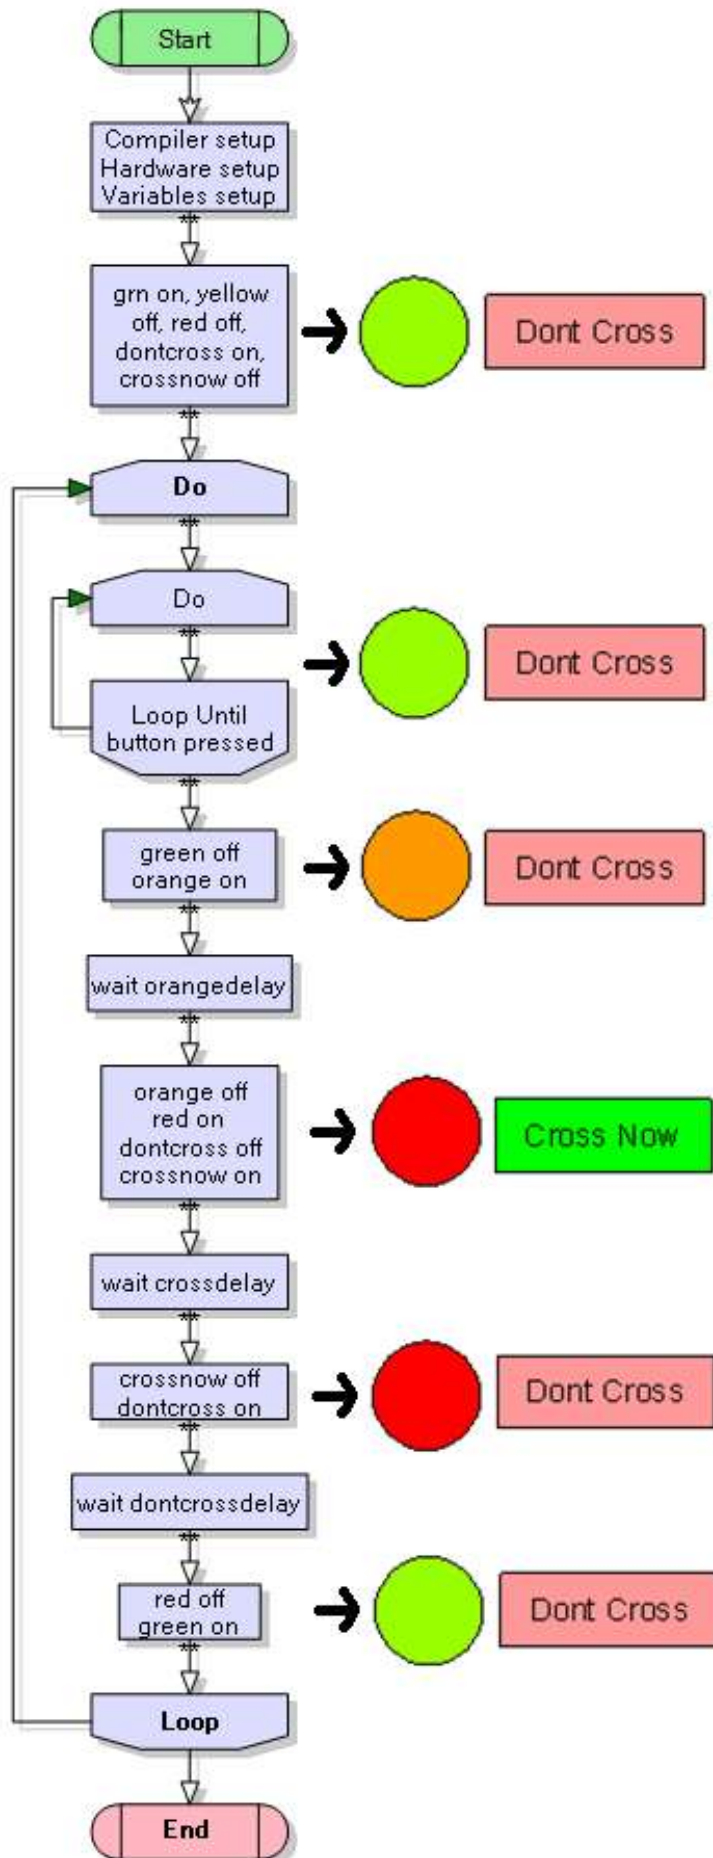 Start
Compiler setup
Hardware setup
Variables setup
**
grn on, yellow
off, red off,
dontcross on,
crossnow off
Dont Cross
**
Do
**
Do
**
Dont Cross
Loop Until
button pressed
**
green off
orange on
Dont Cross
**
wait orangedelay
**
orange off
red on
dontcross off
crossnow on
Cross Now
**
wait crossdelay
**
crossnow off
dontcross on
Dont Cross
**
wait dontcrossdelay
**
red off
green on
Dont Cross
**
Loop
End